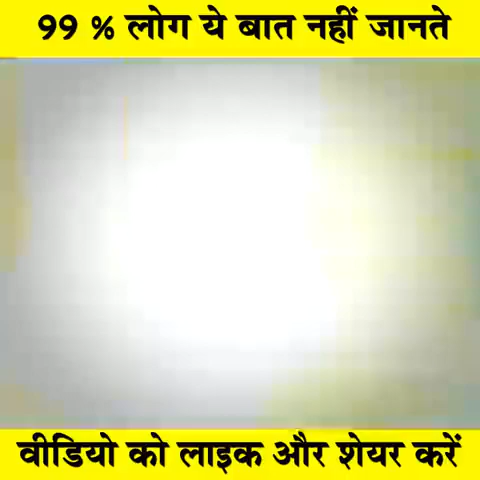 99 % लोग ये बात नहीं जानते
वीडियो को लाइक और शेयर करें